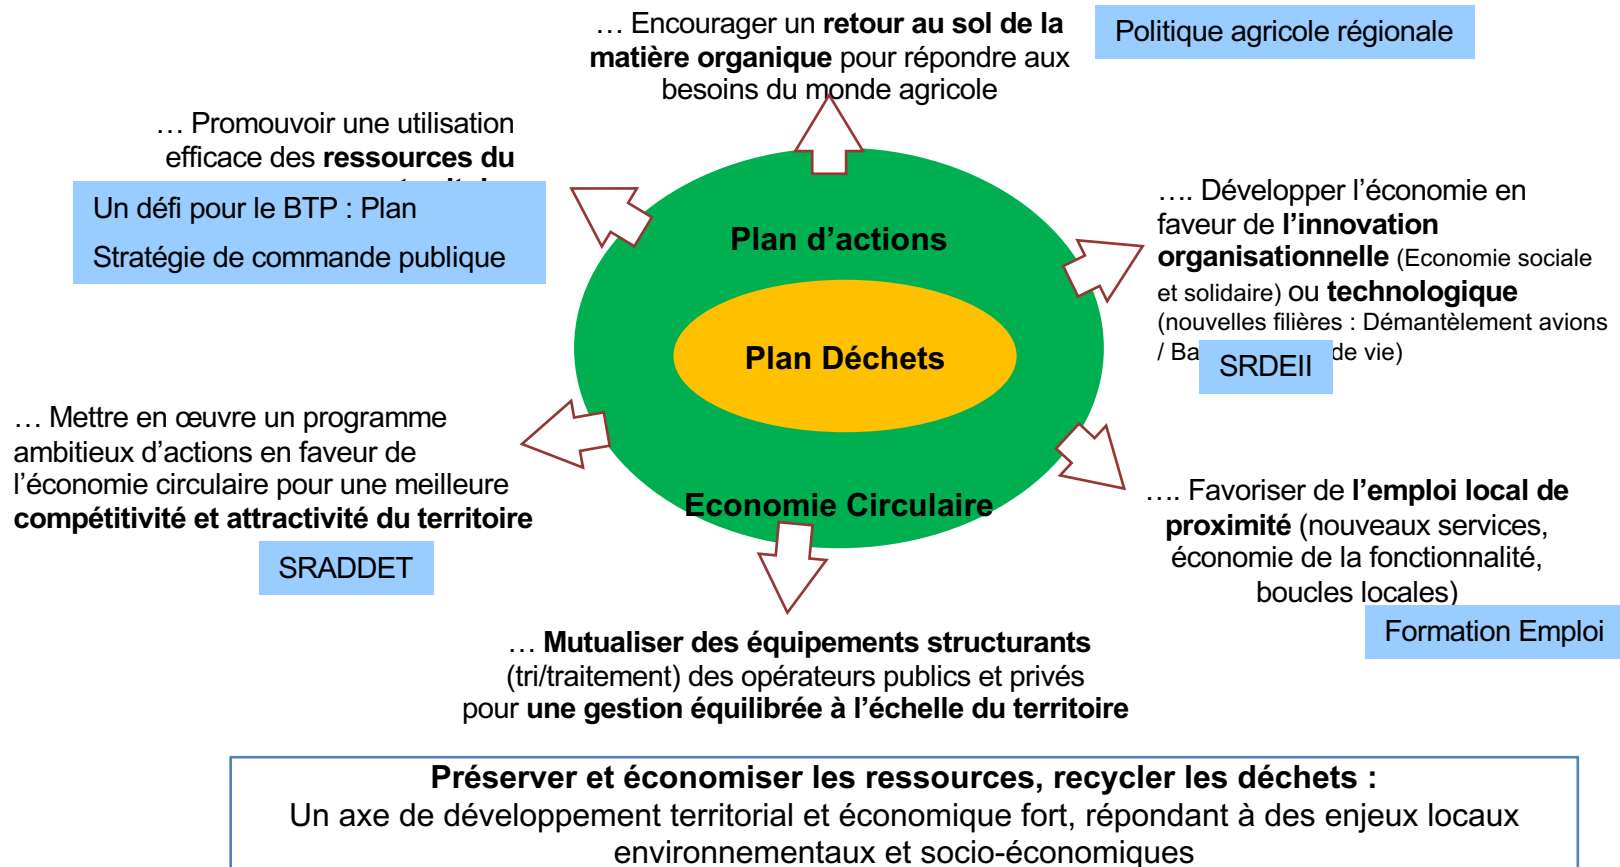 … Encourager un retour au sol de la
matière organique pour répondre aux
besoins du monde agricole
Politique agricole régionale
… Promouvoir une utilisation
efficace des ressources du
Un défi pour le BTP : Plan
Stratégie de commande publique
Plan d’actions
Plan Déchets
Economie Circulaire
…. Développer l’économie en
faveur de l’innovation
organisationnelle (Economie sociale
et solidaire) ou technologique
(nouvelles filières : Démantèlement avions
/ Ba de vie)
SRDEII
… Mettre en œuvre un programme
ambitieux d’actions en faveur de
l’économie circulaire pour une meilleure
compétitivité et attractivité du territoire
SRADDET
…. Favoriser de l’emploi local de
proximité (nouveaux services,
économie de la fonctionnalité,
boucles locales)
Formation Emploi
… Mutualiser des équipements structurants
(tri/traitement) des opérateurs publics et privés
pour une gestion équilibrée à l’échelle du territoire
Préserver et économiser les ressources, recycler les déchets :
Un axe de développement territorial et économique fort, répondant à des enjeux locaux
environnementaux et socio-économiques